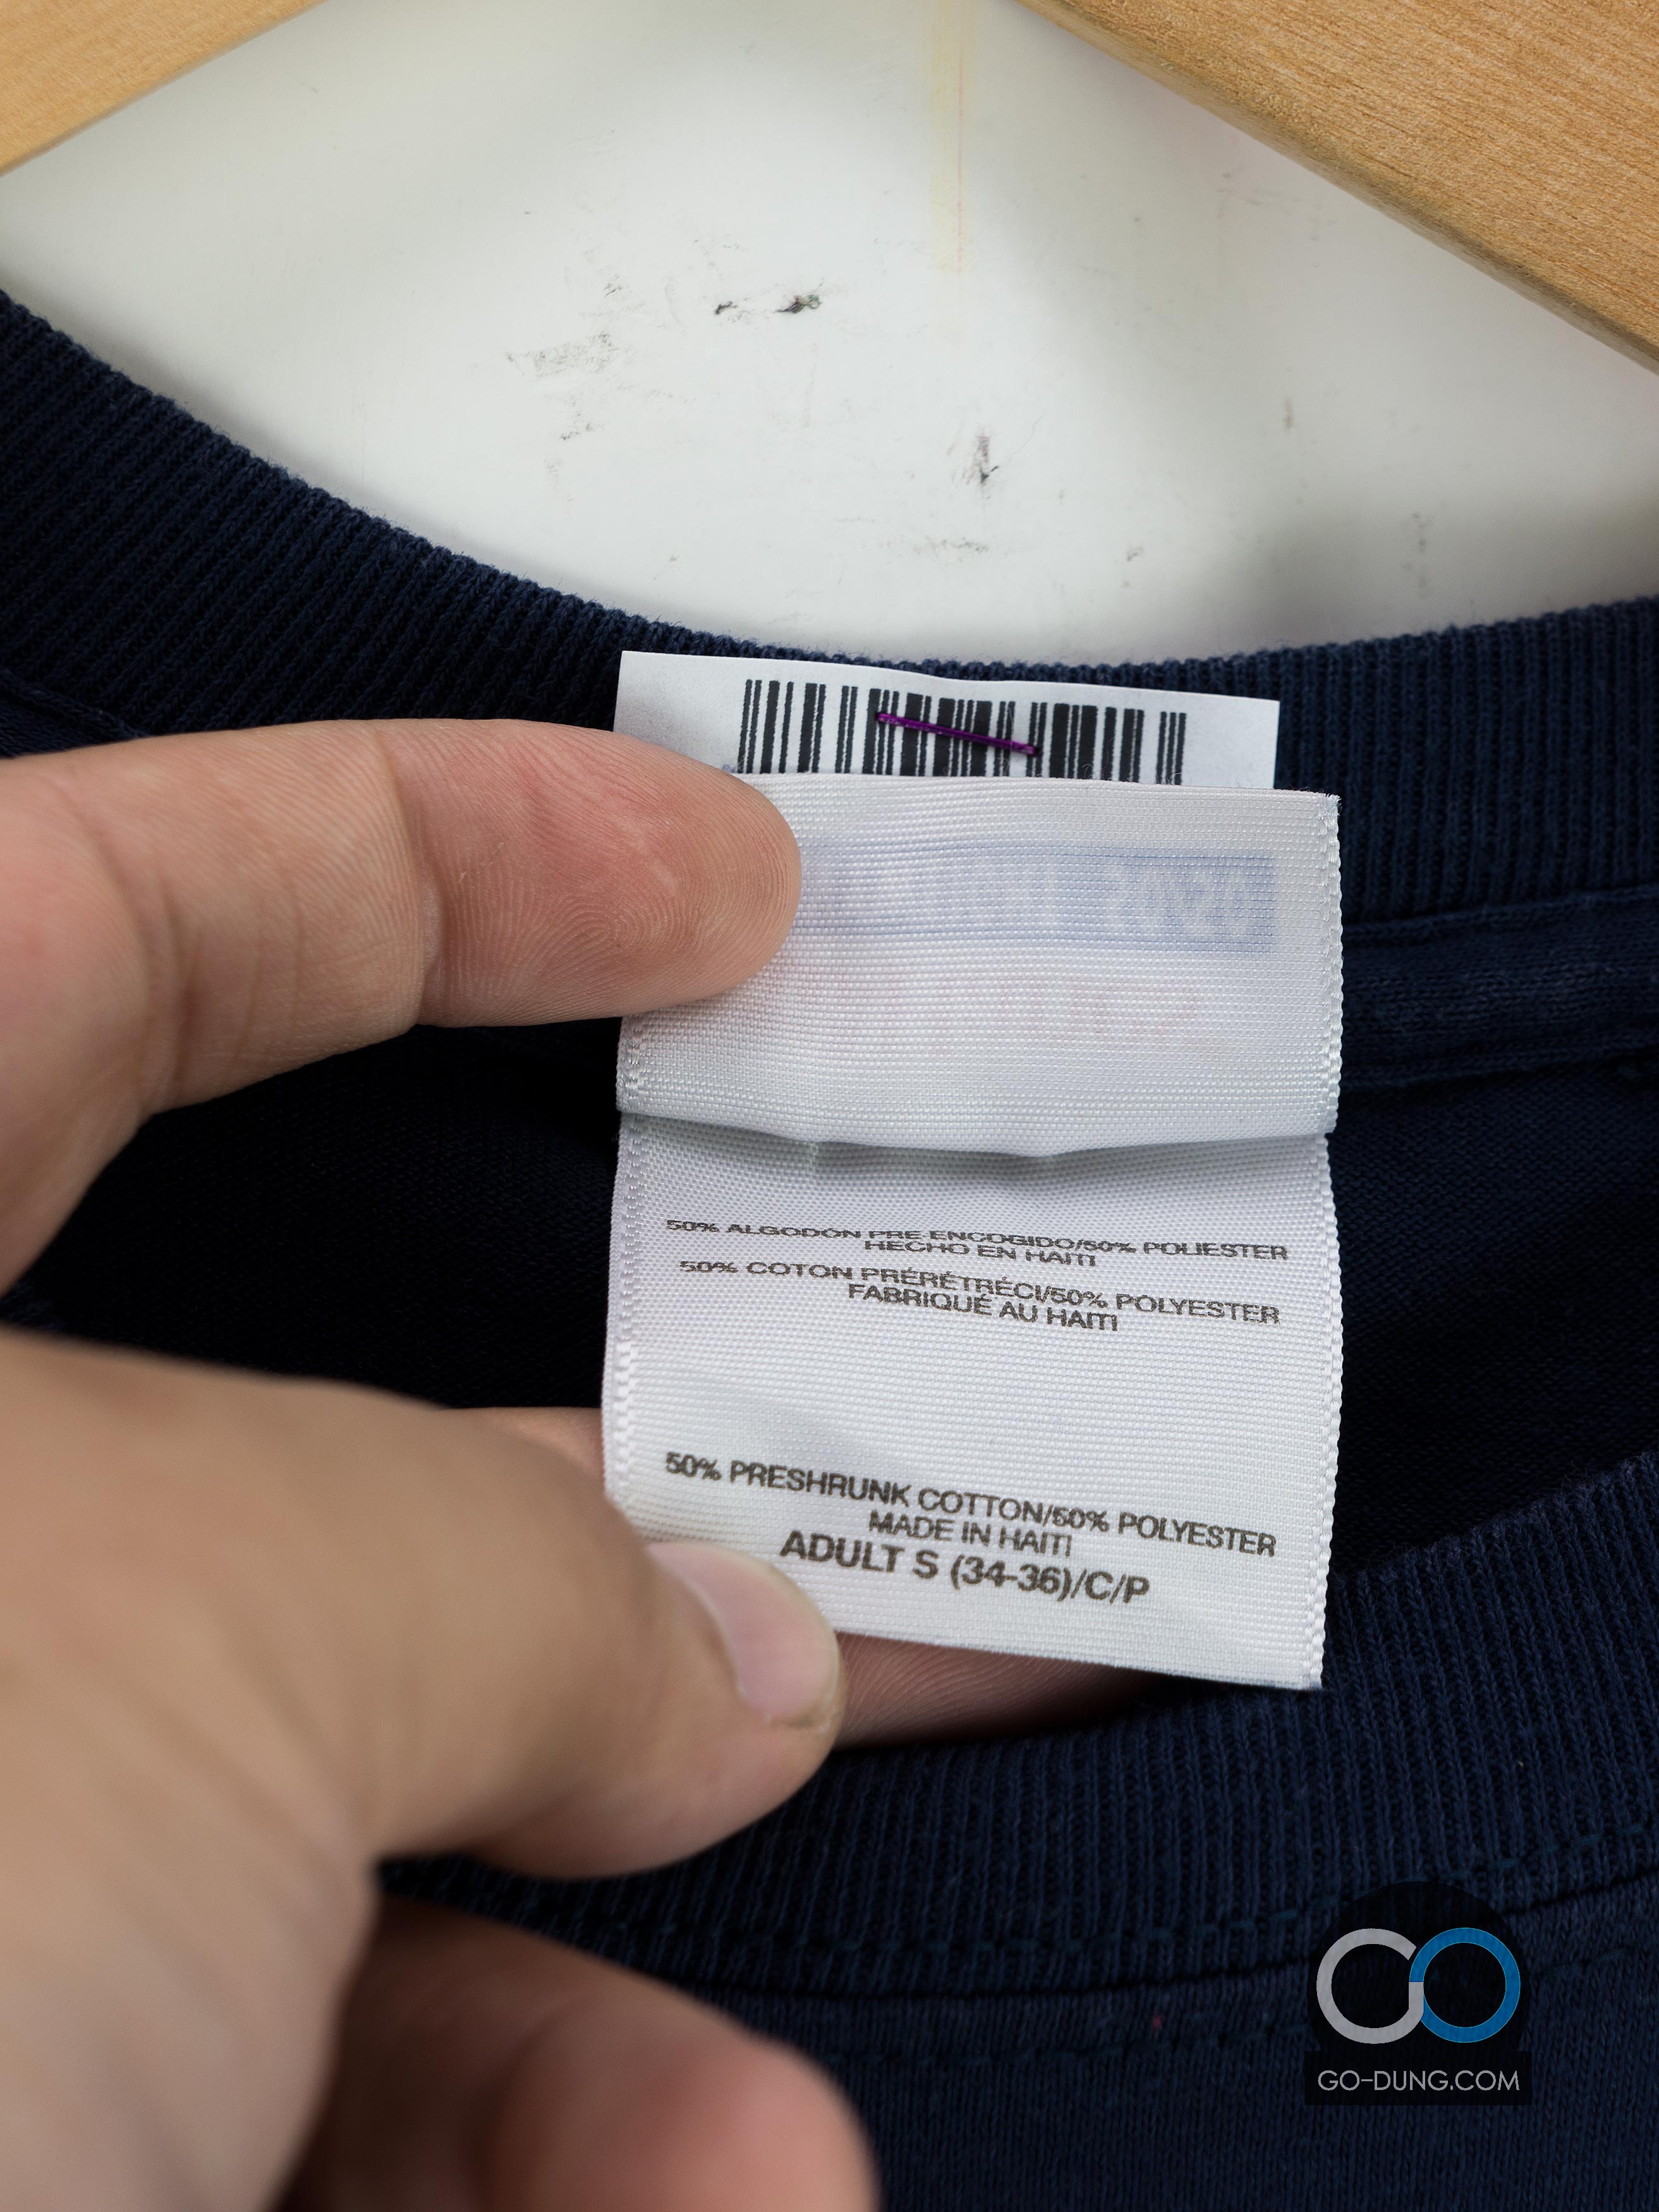 50% ALGODÓN PRE ENCOGIDO/50% POLIESTER
HECHO EN HAITI
50% COTON PRÉRÉTRÉCI/50% POLYESTER
FABRIQUÉ AU HAITI
50% PRESHRUNK COTTON/50% POLYESTER
MADE IN HAITI
ADULT S (34-36)/C/P
GO
GO-DUNG.COM